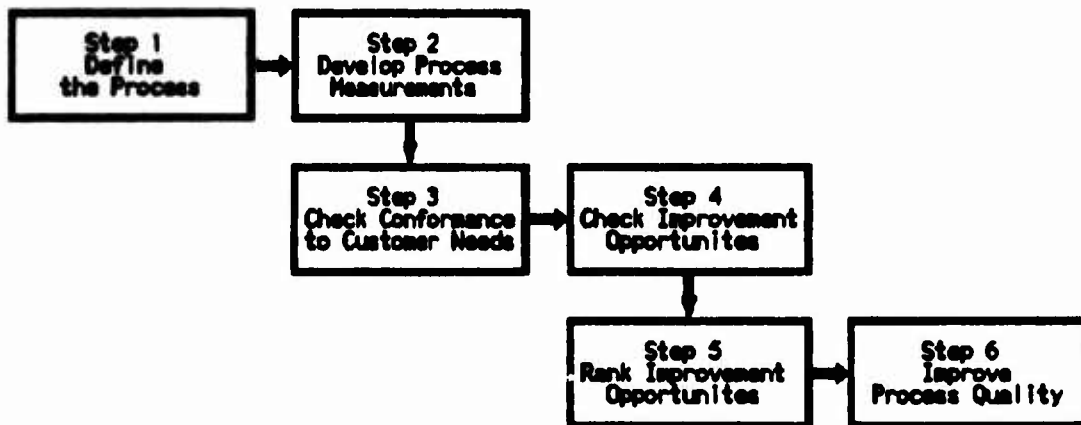 Step 1
Define
the Process
Step 2
Develop Process
Measurements
Step 3
Check Conformance
to Customer Needs
Step 4
Check Improvement
Opportunites
Step 5
Rank Improvement
Opportunites
Step 6
Improve
Process Quality